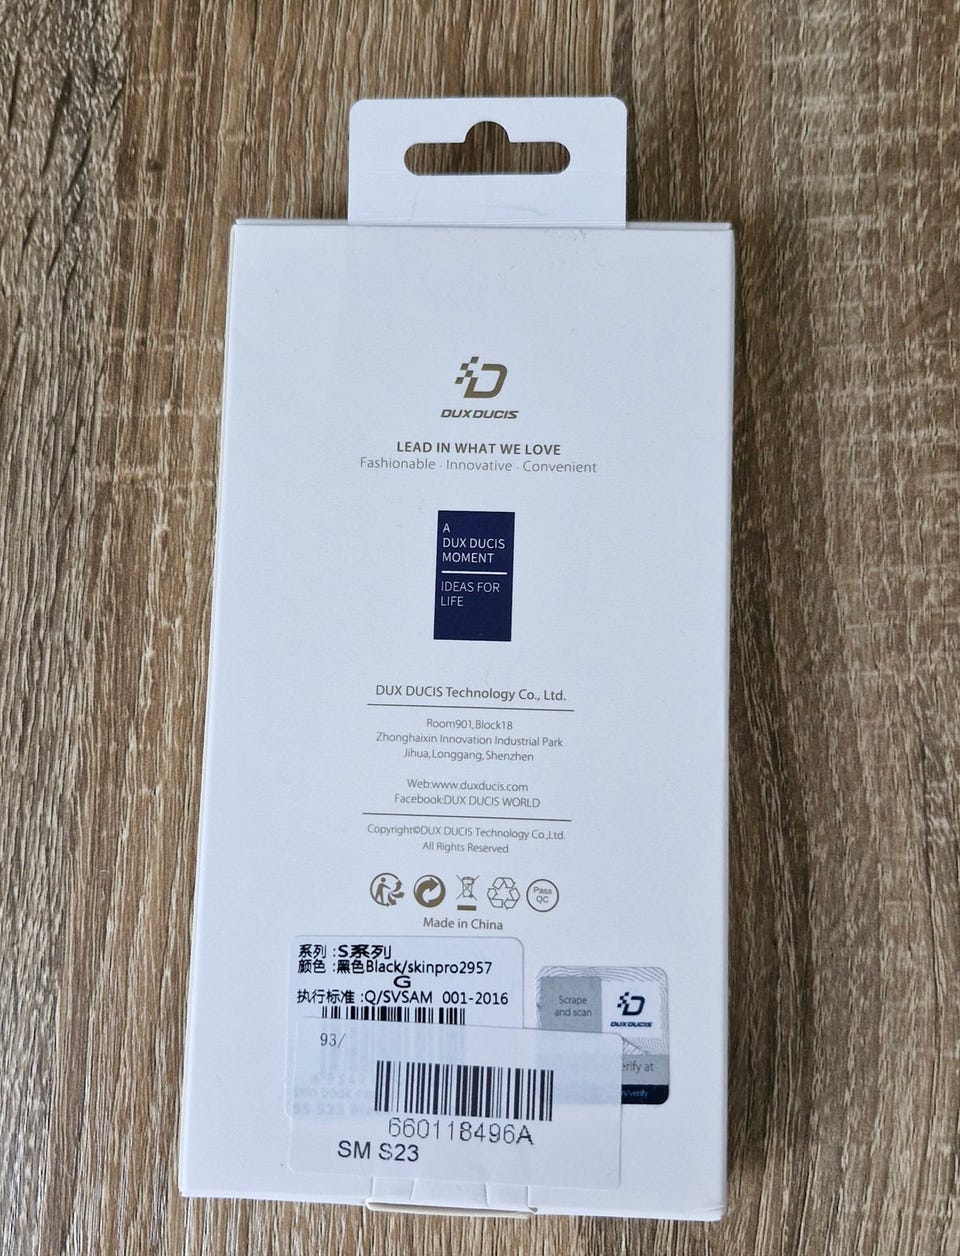 DUXDUCIS
LEAD IN WHAT WE LOVE
Fashionable · Innovative · Convenient
A
DUX DUCIS
MOMENT
IDEAS FOR
LIFE
DUX DUCIS Technology Co., Ltd.
Room901,Block18
Zhonghaixin Innovation Industrial Park
Jihua,Longgang,Shenzhen
Web:www.duxducis.com
Facebook:DUX DUCIS WORLD
Copyright©DUX DUCIS Technology Co.,Ltd.
All Rights Reserved
Pass
QC
Made in China
系列 :S系列
颜色 :黑色Black/skinpro2957
G
执行标准 :Q/SVSAM 001-2016
93/
660118496A
SM S23
Scrape
and scan
DUXDUCIS
erify at
n/verify